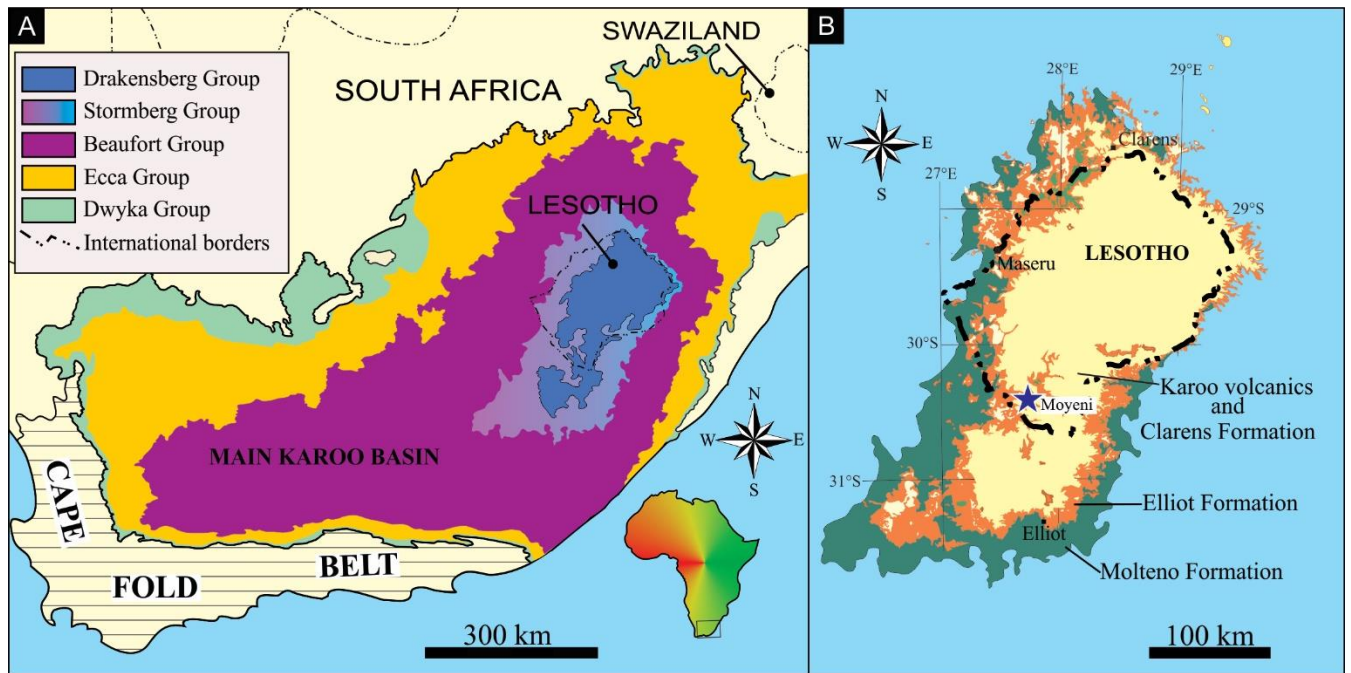 A
SWAZILAND
SOUTH AFRICA
Drakensberg Group
Stormberg Group
Beaufort Group
Ecca Group
Dwyka Group
International borders
LESOTHO
MAIN KAROO BASIN
N
W E
S
CAPE
FOLD
BELT
300 km
B
28°E
29°E
N
W E
S
Clarens
27°E
29°S
LESOTHO
Maseru
30°S
Karoo volcanics
and
Clarens Formation
Moyeni
31°S
Elliot Formation
Elliot
Molteno Formation
100 km